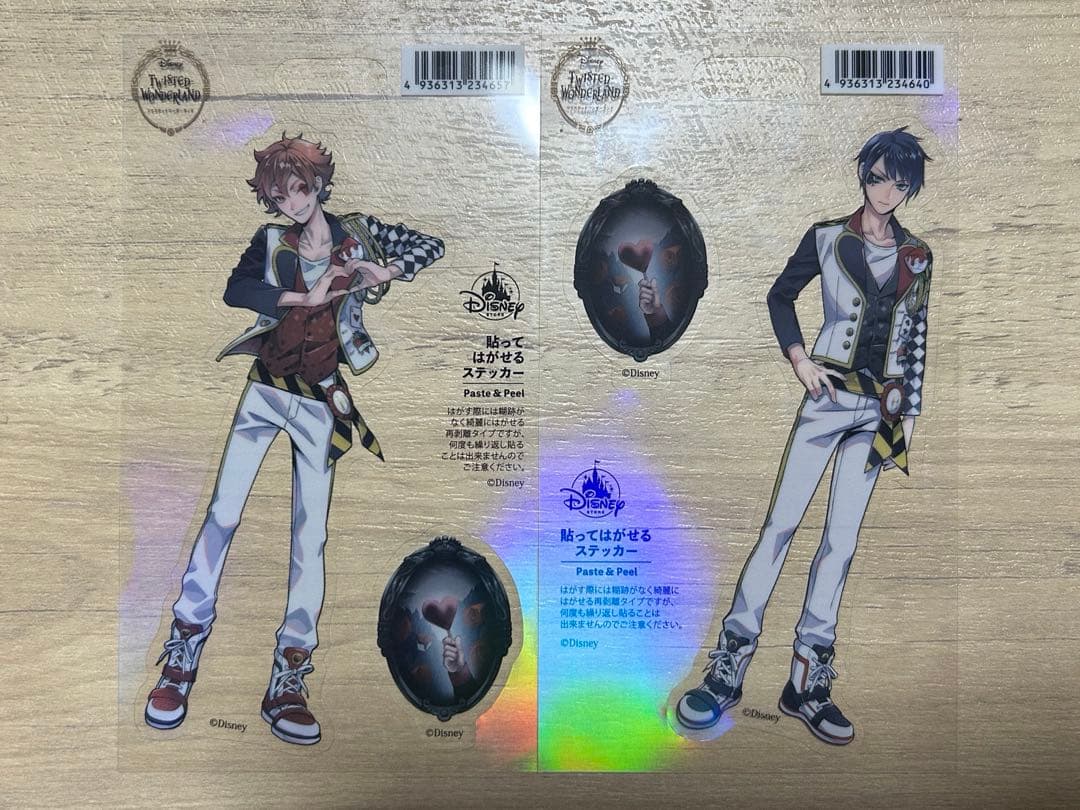 Disney
TWISTED
WONDERLAND
4 936313 234657
Disney
STORE
貼って
はがせる
ステッカー
Paste & Peel
はがす際には糊跡が
なく綺麗にはがせる
再剥離タイプですが、
何度も繰り返し貼る
ことは出来ませんので
ご注意ください。
©Disney
©Disney
©Disney
Disney
TWISTED
WONDERLAND
4 936313 234640
©Disney
Disney
STORE
貼ってはがせる
ステッカー
Paste & Peel
はがす際には糊跡がなく綺麗に
はがせる再剥離タイプですが、
何度も繰り返し貼ることは
出来ませんのでご注意ください。
©Disney
©Disney